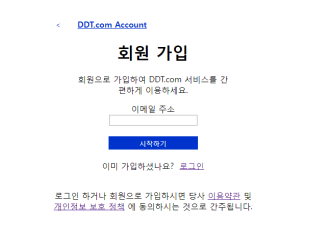 < DDT.com Account
회원 가입
회원으로 가입하여 DDT.com 서비스를 간
편하게 이용하세요.
이메일 주소
시작하기
이미 가입하셨나요? 로그인
로그인 하거나 회원으로 가입하시면 당사 이용약관 및
개인정보 보호 정책 에 동의하시는 것으로 간주됩니다.